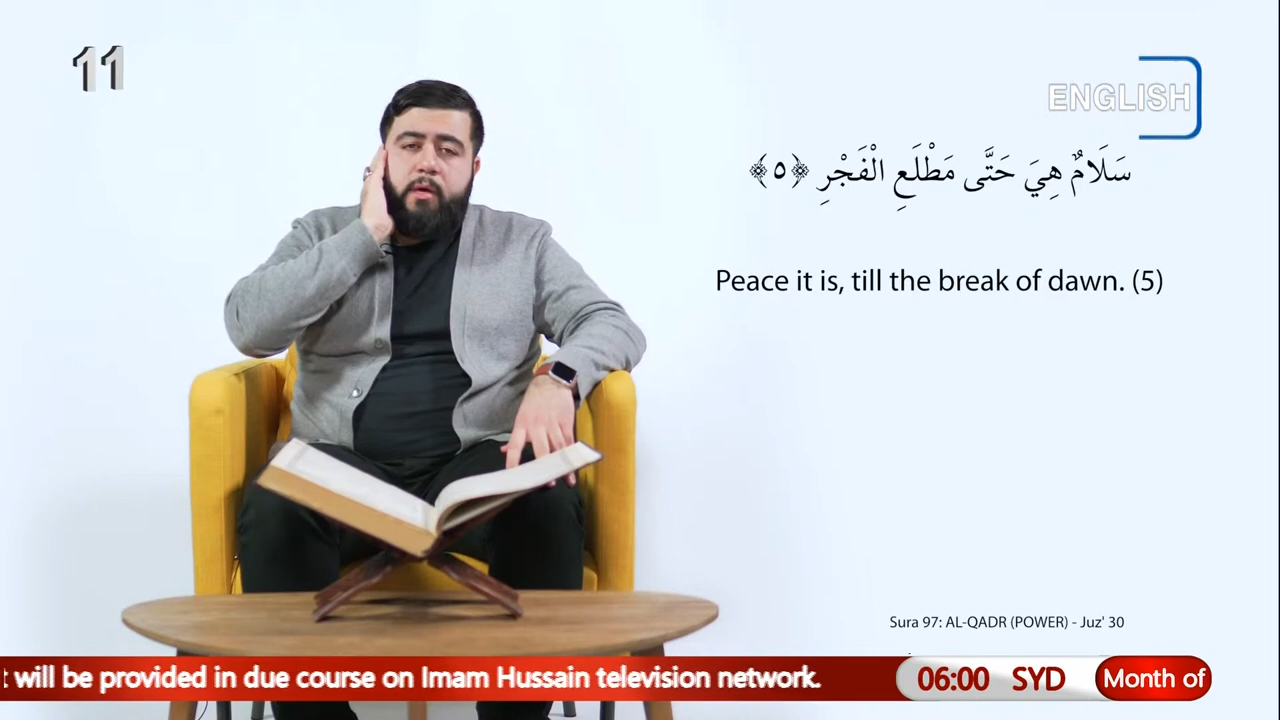 11
ENGLISH
سَلَامٌ هِيَ حَتَّى مَطْلَعِ الْفَجْرِ ﴿٥﴾
Peace it is, till the break of dawn. (5)
Sura 97: AL-QADR (POWER) - Juz' 30
will be provided in due course on Imam Hussain television network.
06:00 SYD
Month of